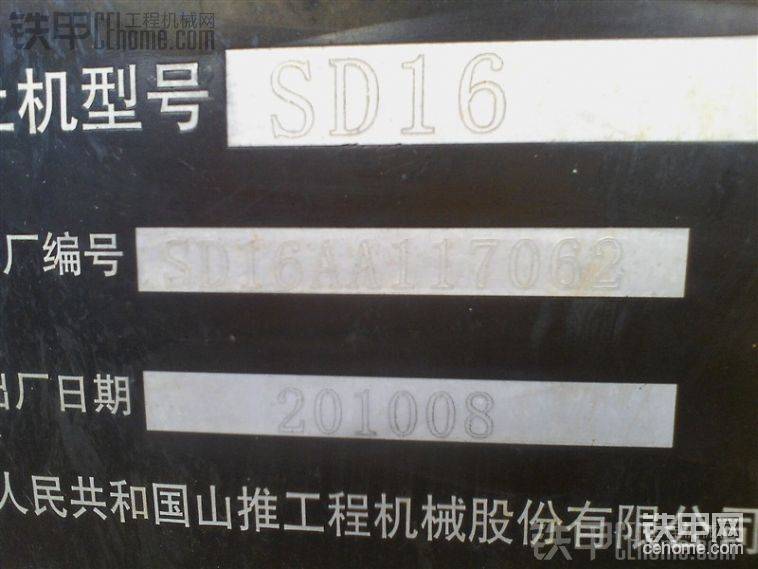 铁甲工程机械网
CEhome.com
土机型号 SD16
厂编号 SD16AA117062
出厂日期 201008
人民共和国山推工程机械股份有限公司
铁甲网
cehome.com